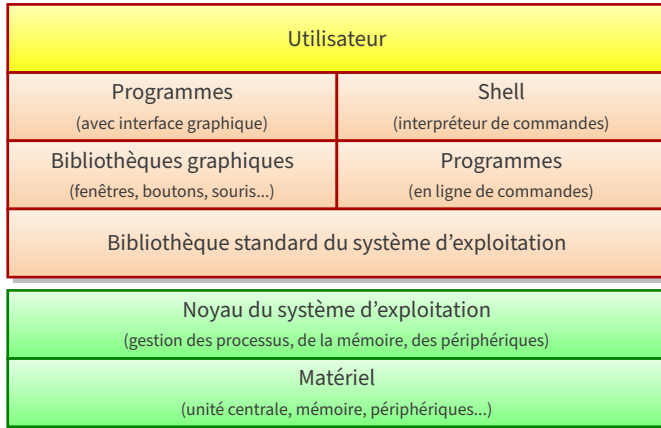 Utilisateur
Programmes
(avec interface graphique)
Shell
(interpréteur de commandes)
Bibliothèques graphiques
(fenêtres, boutons, souris...)
Programmes
(en ligne de commandes)
Bibliothèque standard du système d’exploitation
Noyau du système d’exploitation
(gestion des processus, de la mémoire, des périphériques)
Matériel
(unité centrale, mémoire, périphériques...)